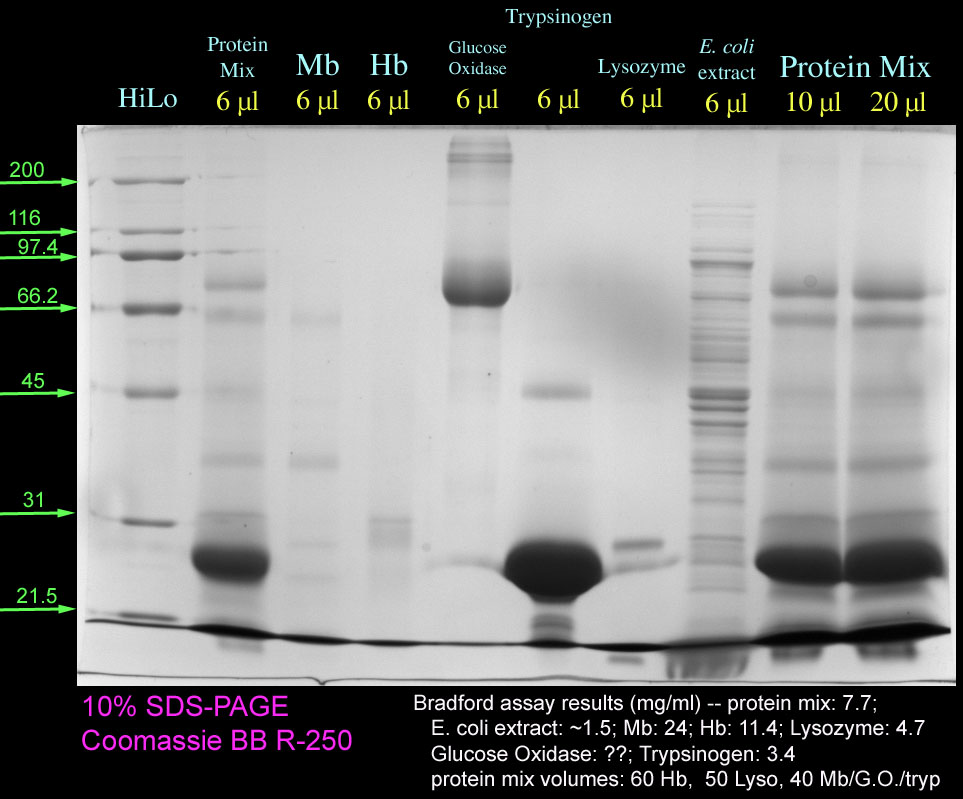 Trypsinogen
Protein Mix
Mb
Hb
Glucose Oxidase
Lysozyme
E. coli extract
Protein Mix
HiLo
6 µl
6 µl
6 µl
6 µl
6 µl
6 µl
6 µl
10 µl
20 µl
200
116
97.4
66.2
45
31
21.5
10% SDS-PAGE
Coomassie BB R-250
Bradford assay results (mg/ml) -- protein mix: 7.7;
E. coli extract: ~1.5; Mb: 24; Hb: 11.4; Lysozyme: 4.7
Glucose Oxidase: ??; Trypsinogen: 3.4
protein mix volumes: 60 Hb, 50 Lyso, 40 Mb/G.O./tryp